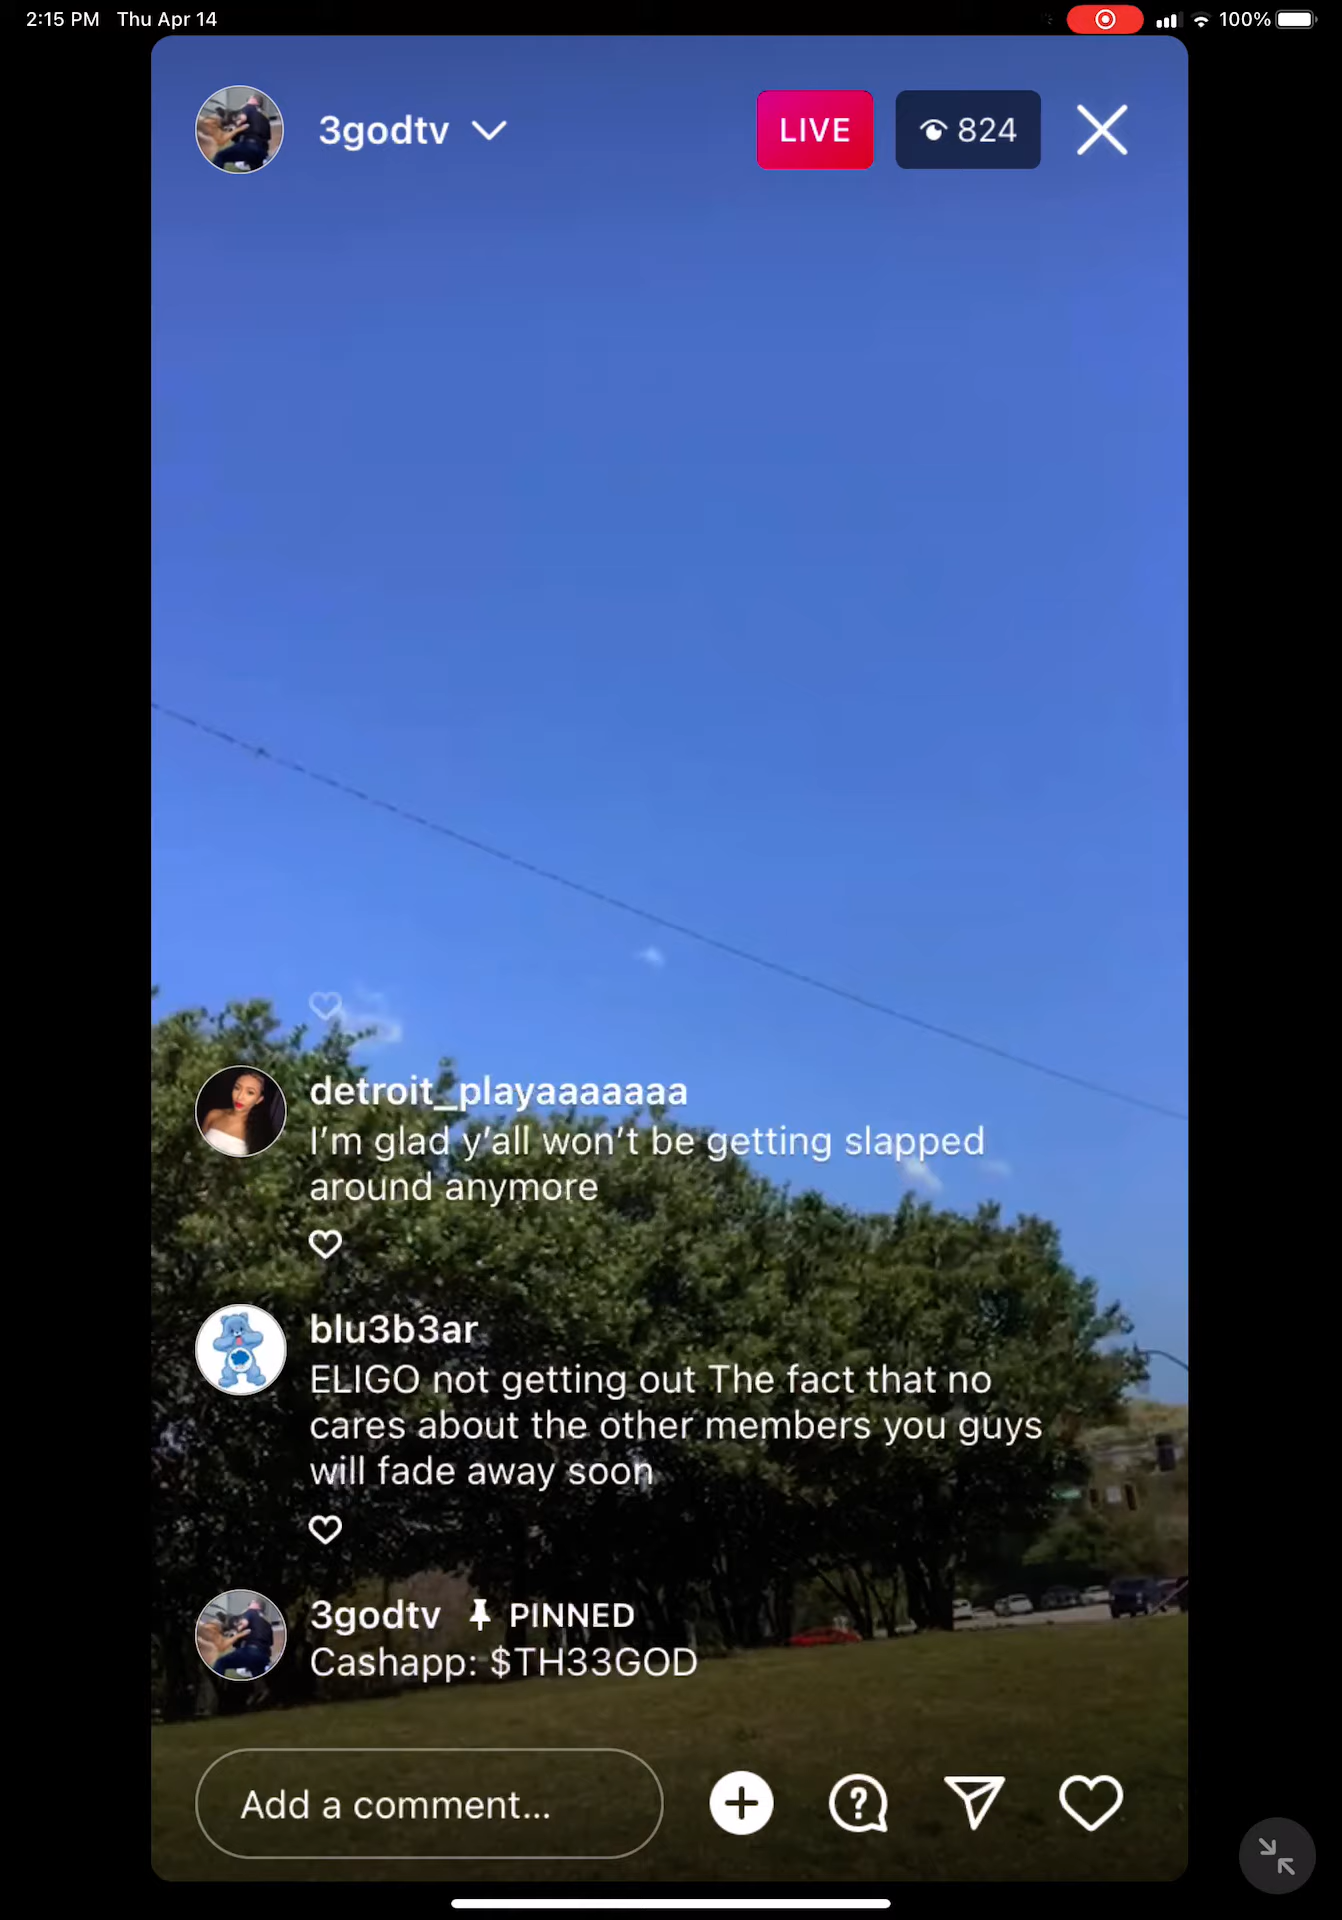 2:15 PM Thu Apr 14
100%
3godtv
LIVE
824
detroit_playaaaaaaa
I'm glad y'all won't be getting slapped
around anymore
blu3b3ar
ELIGO not getting out The fact that no
cares about the other members you guys
will fade away soon
3godtv PINNED
Cashapp: $TH33GOD
Add a comment...